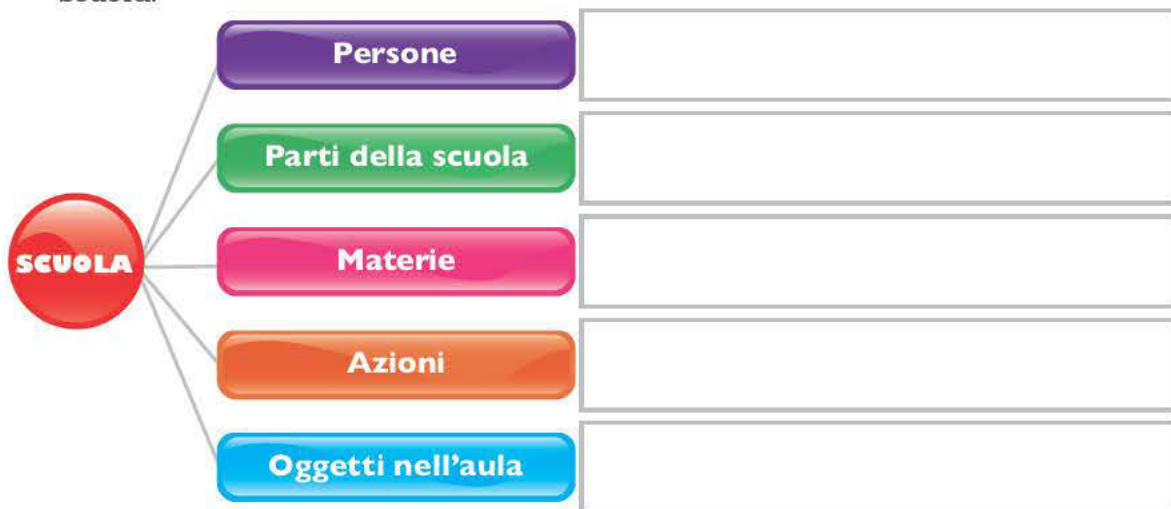 Persone
Parti della scuola
SCUOLA
Materie
Azioni
Oggetti nell'aula